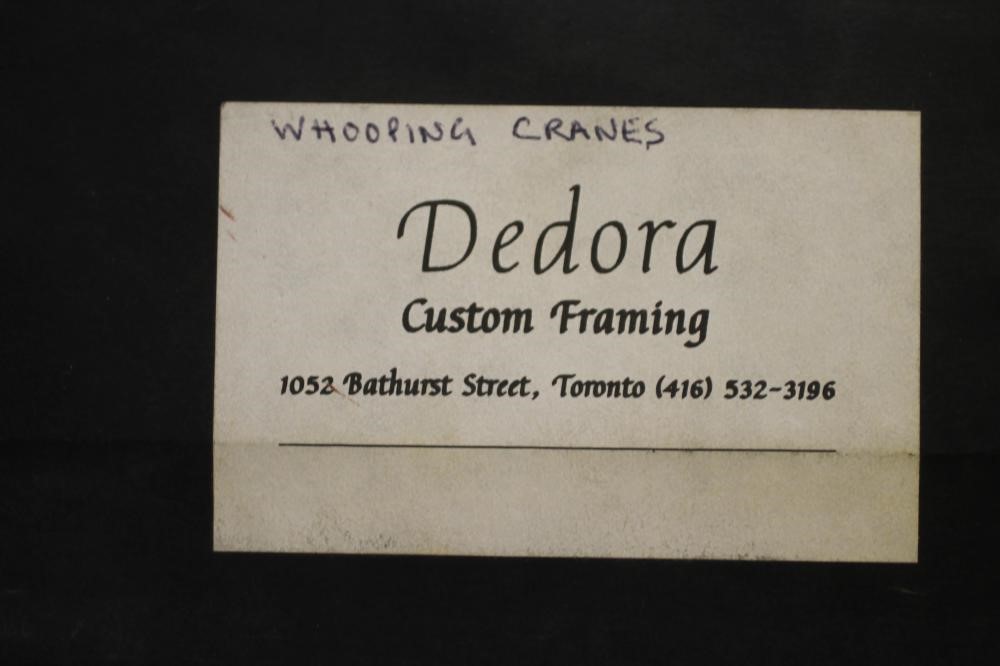 WHOOPING CRANES
Dedora
Custom Framing
1052 Bathurst Street, Toronto (416) 532-3196